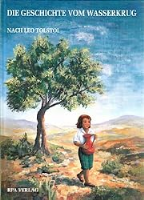 DIE GESCHICHTE VOM WASSERKRUG
NACH LEO TOLSTOI
RPA VERLAG